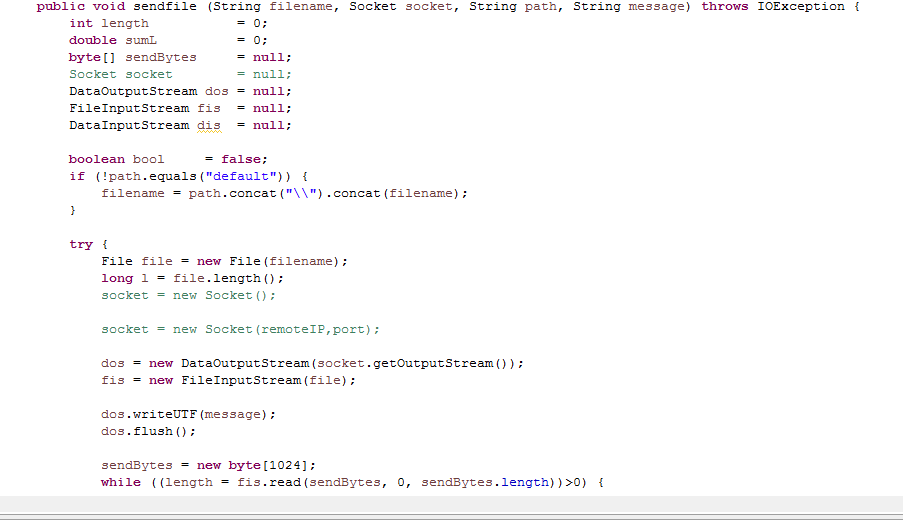 public void sendfile (String filename, Socket socket, String path, String message) throws IOException {
int length = 0;
double sumL = 0;
byte[] sendBytes = null;
Socket socket = null;
DataOutputStream dos = null;
FileInputStream fis = null;
DataInputStream dis = null;
boolean bool = false;
if (!path.equals("default")) {
filename = path.concat("\\").concat(filename);
}
try {
File file = new File(filename);
long l = file.length();
socket = new Socket();
socket = new Socket(remoteIP,port);
dos = new DataOutputStream(socket.getOutputStream());
fis = new FileInputStream(file);
dos.writeUTF(message);
dos.flush();
sendBytes = new byte[1024];
while ((length = fis.read(sendBytes, 0, sendBytes.length))>0) {